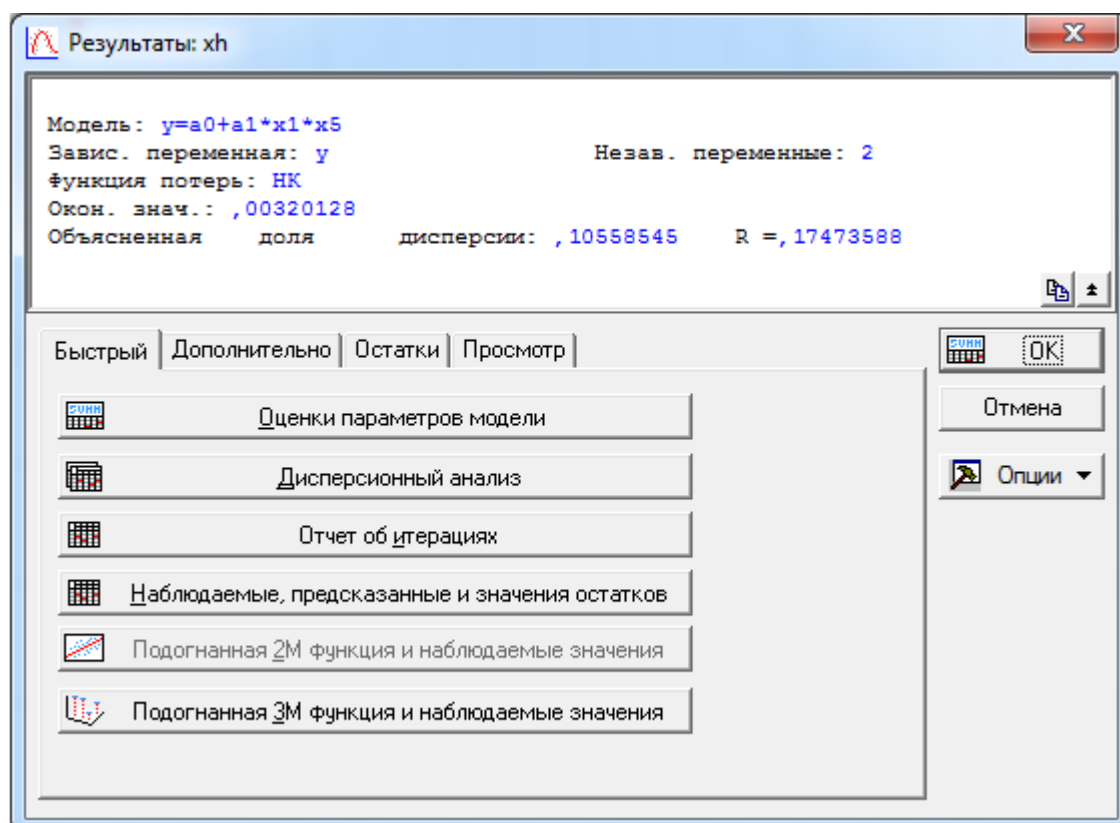 Результаты: xh
Модель: y=a0+a1*x1*x5
Завис. переменная: y Незав. переменные: 2
Функция потерь: НК
Окон. знач.: ,00320128
Объясненная доля дисперсии: ,10558545 R =,17473588
Быстрый Дополнительно Остатки Просмотр
SUMM OK
SUMM Оценки параметров модели
Отмена
Дисперсионный анализ
Опции
Отчет об итерациях
Наблюдаемые, предсказанные и значения остатков
Подогнанная 2М функция и наблюдаемые значения
Подогнанная 3М функция и наблюдаемые значения